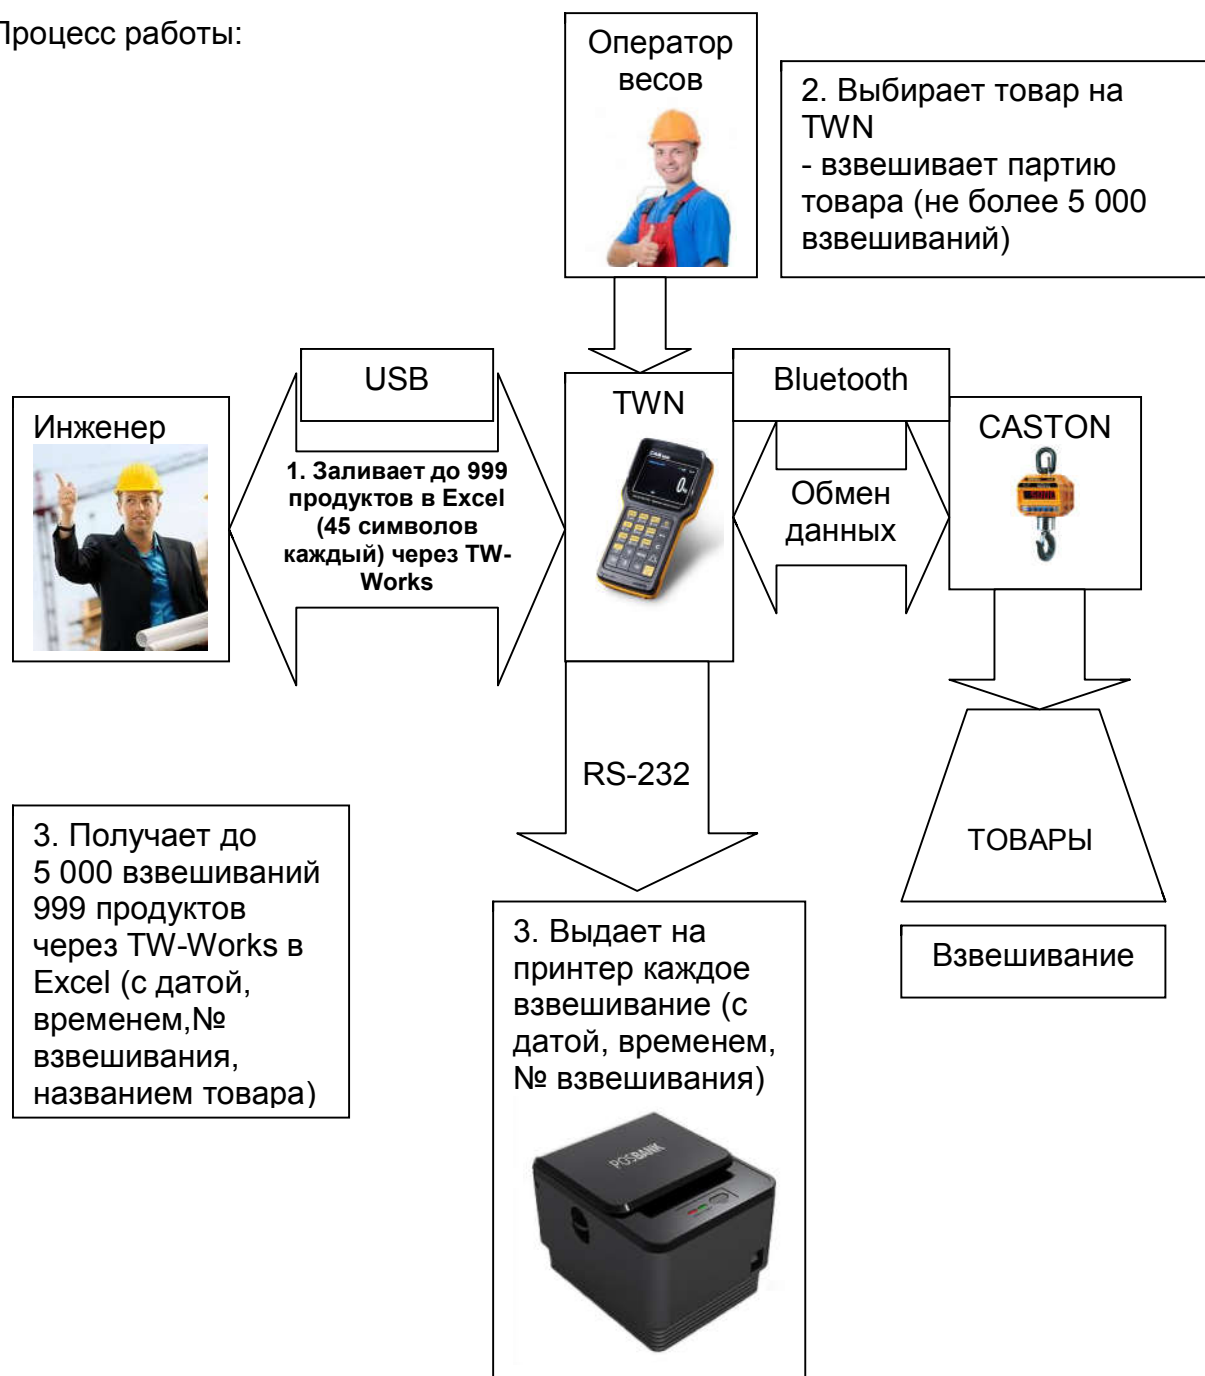 Процесс работы:
Оператор
весов
2. Выбирает товар на
TWN
- взвешивает партию
товара (не более 5 000
взвешиваний)
USB
TWN
Bluetooth
Инженер
CASTON
1. Заливает до 999
продуктов в Excel
(45 символов
каждый) через TW-
Works
Обмен
данных
RS-232
3. Получает до
5 000 взвешиваний
999 продуктов
через TW-Works в
Excel (с датой,
временем,№
взвешивания,
названием товара)
ТОВАРЫ
Взвешивание
3. Выдает на
принтер каждое
взвешивание (с
датой, временем,
№ взвешивания)
POSBANK